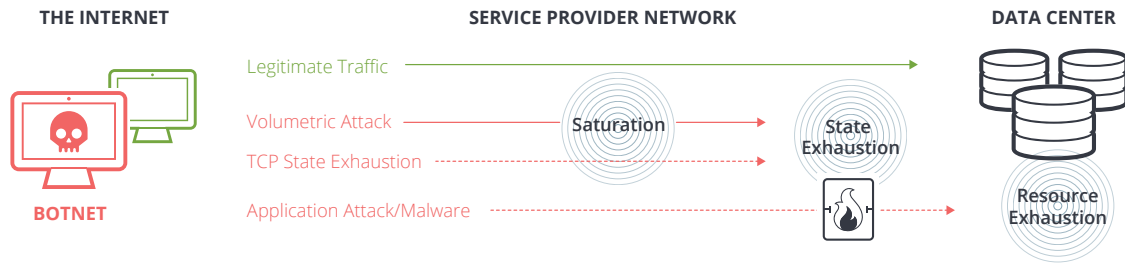 THE INTERNET
SERVICE PROVIDER NETWORK
DATA CENTER
Legitimate Traffic
Volumetric Attack
Saturation
State
Exhaustion
TCP State Exhaustion
BOTNET
Application Attack/Malware
Resource
Exhaustion